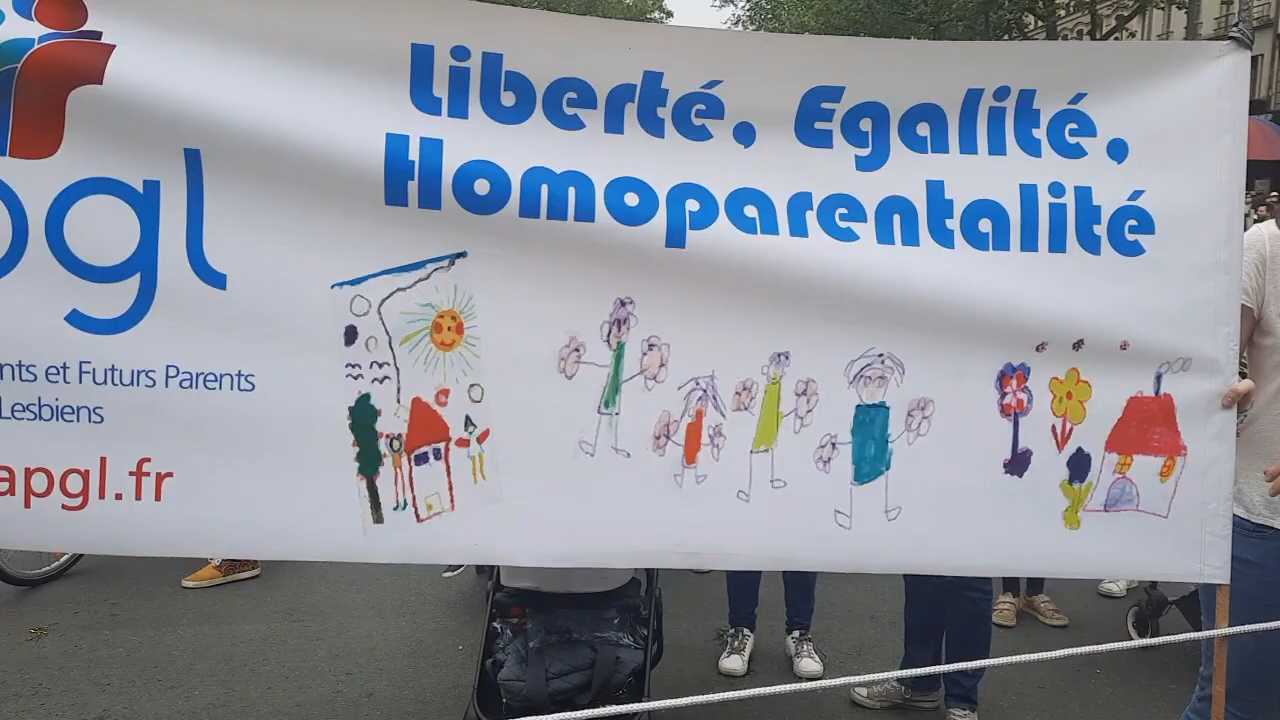 Liberté, Egalité,
Homoparentalité
pgl
nts et Futurs Parents
Lesbiens
apgl.fr